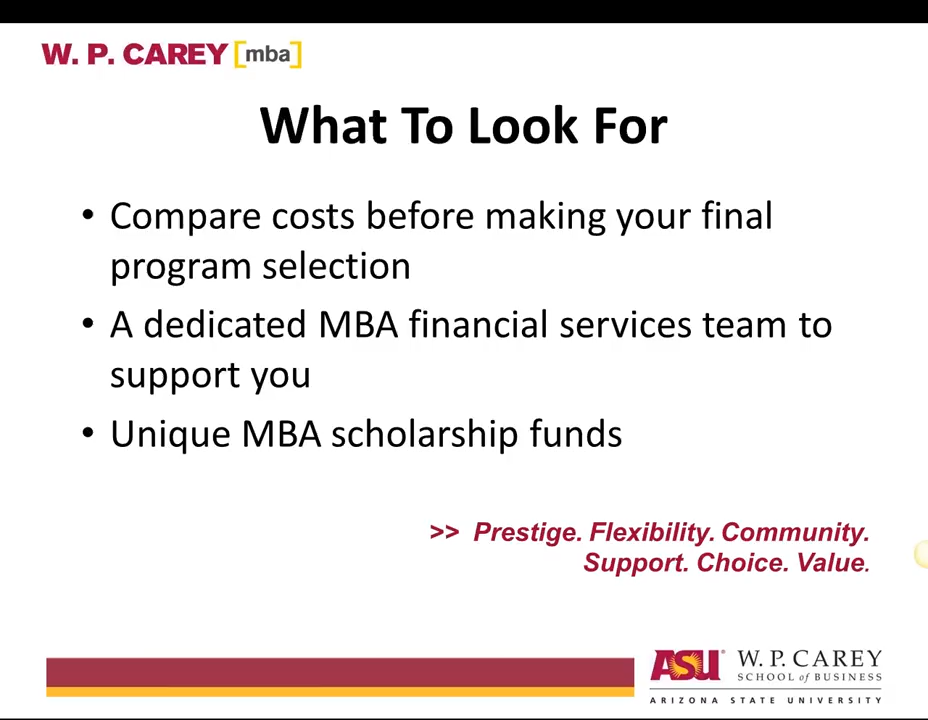 W. P. CAREY [mba]
What To Look For
• Compare costs before making your final
program selection
• A dedicated MBA financial services team to
support you
• Unique MBA scholarship funds
>> Prestige. Flexibility. Community.
Support. Choice. Value.
ASU® W. P. CAREY
SCHOOL of BUSINESS
ARIZONA STATE UNIVERSITY